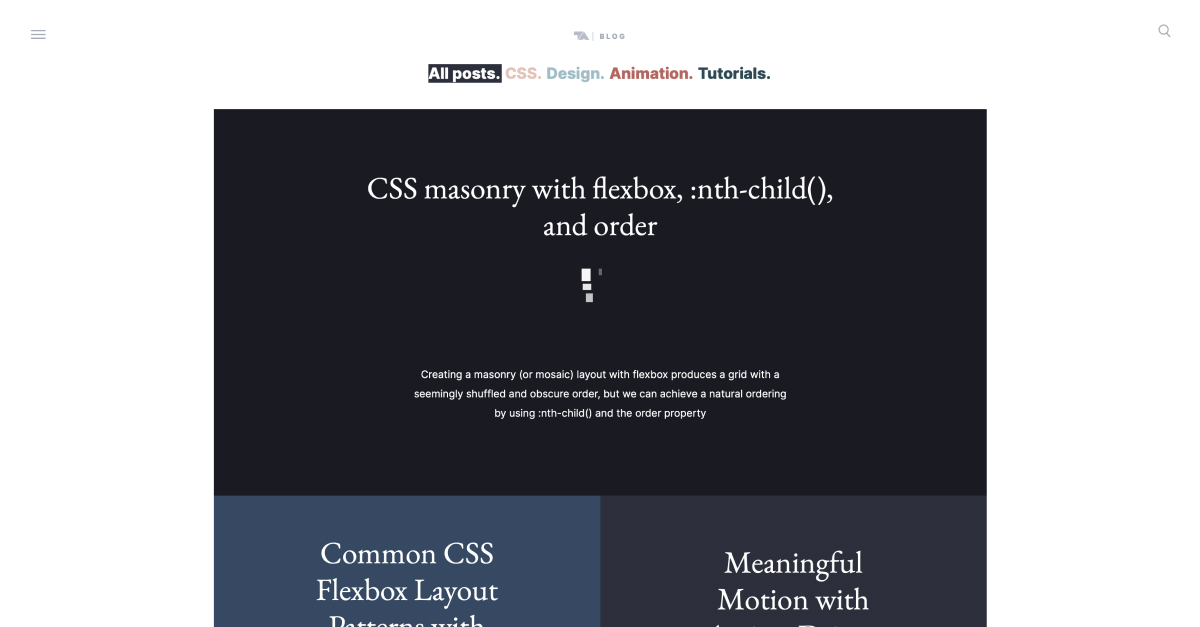 BLOG
All posts. CSS. Design. Animation. Tutorials.
CSS masonry with flexbox, :nth-child(),
and order
Creating a masonry (or mosaic) layout with flexbox produces a grid with a
seemingly shuffled and obscure order, but we can achieve a natural ordering
by using :nth-child() and the order property
Common CSS
Flexbox Layout
Patterns with
Meaningful
Motion with